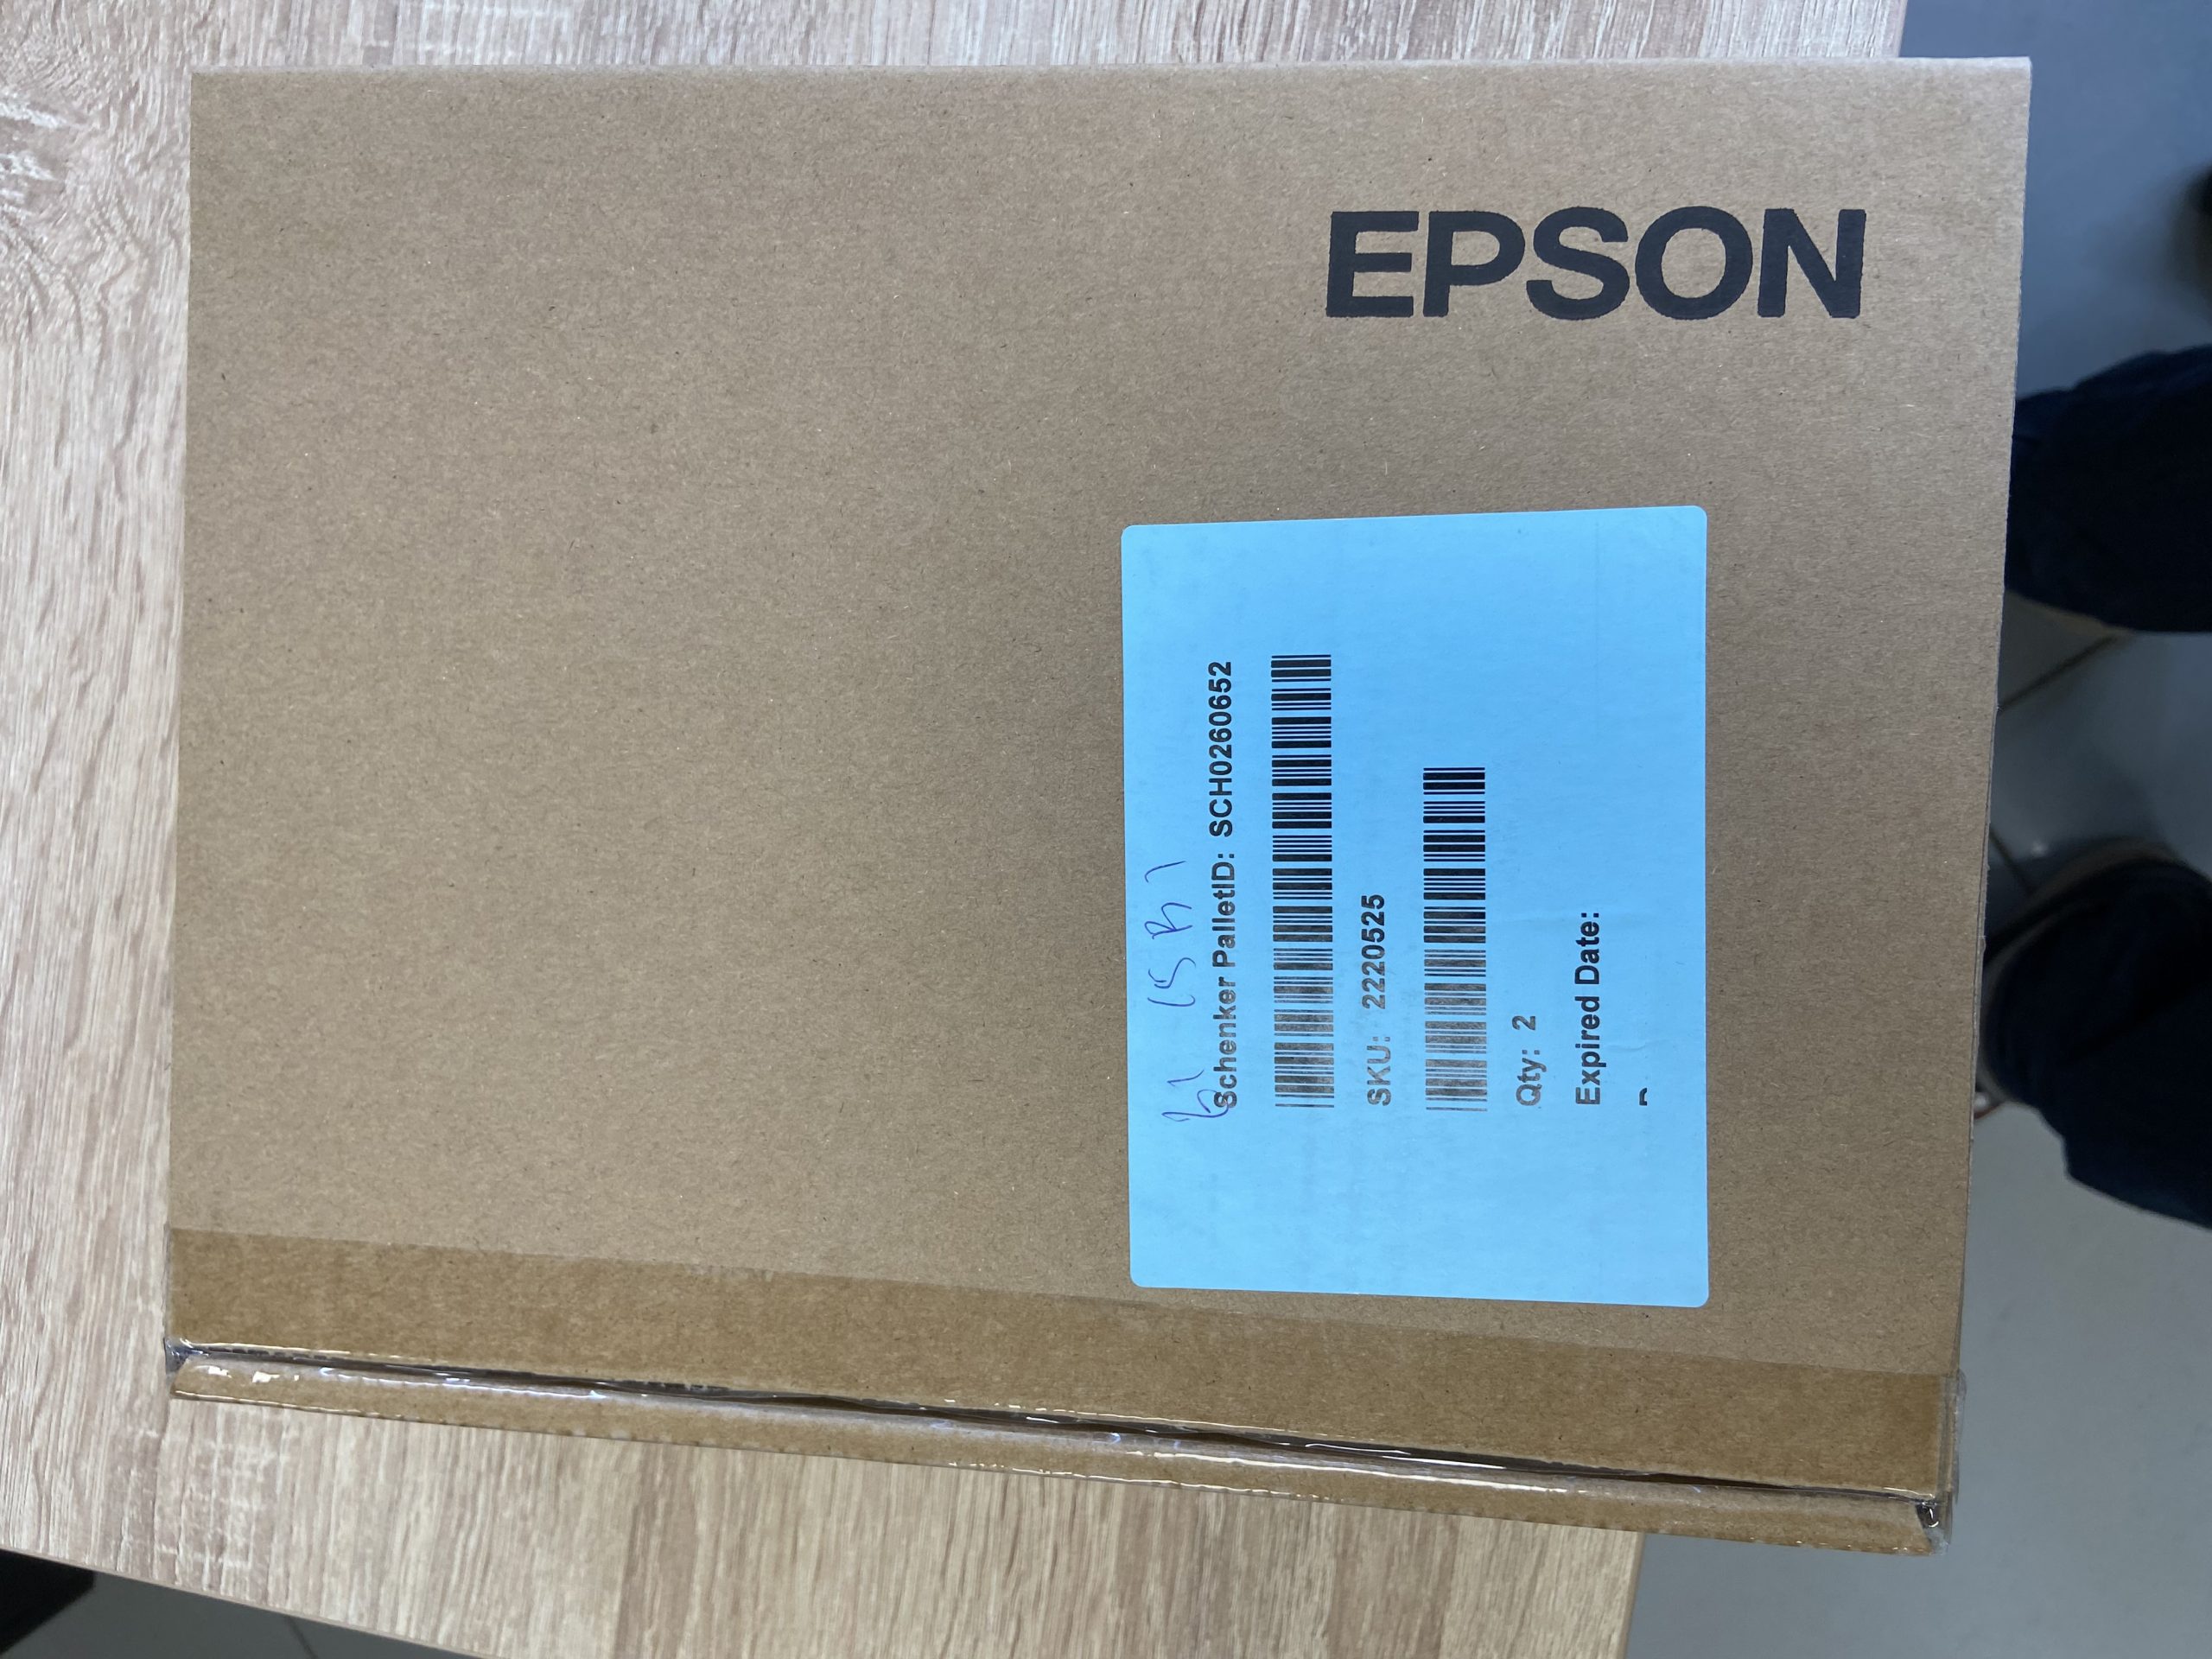 EPSON
Schenker PalletID: SCH0260652
SKU: 2220525
Qty: 2
Expired Date: